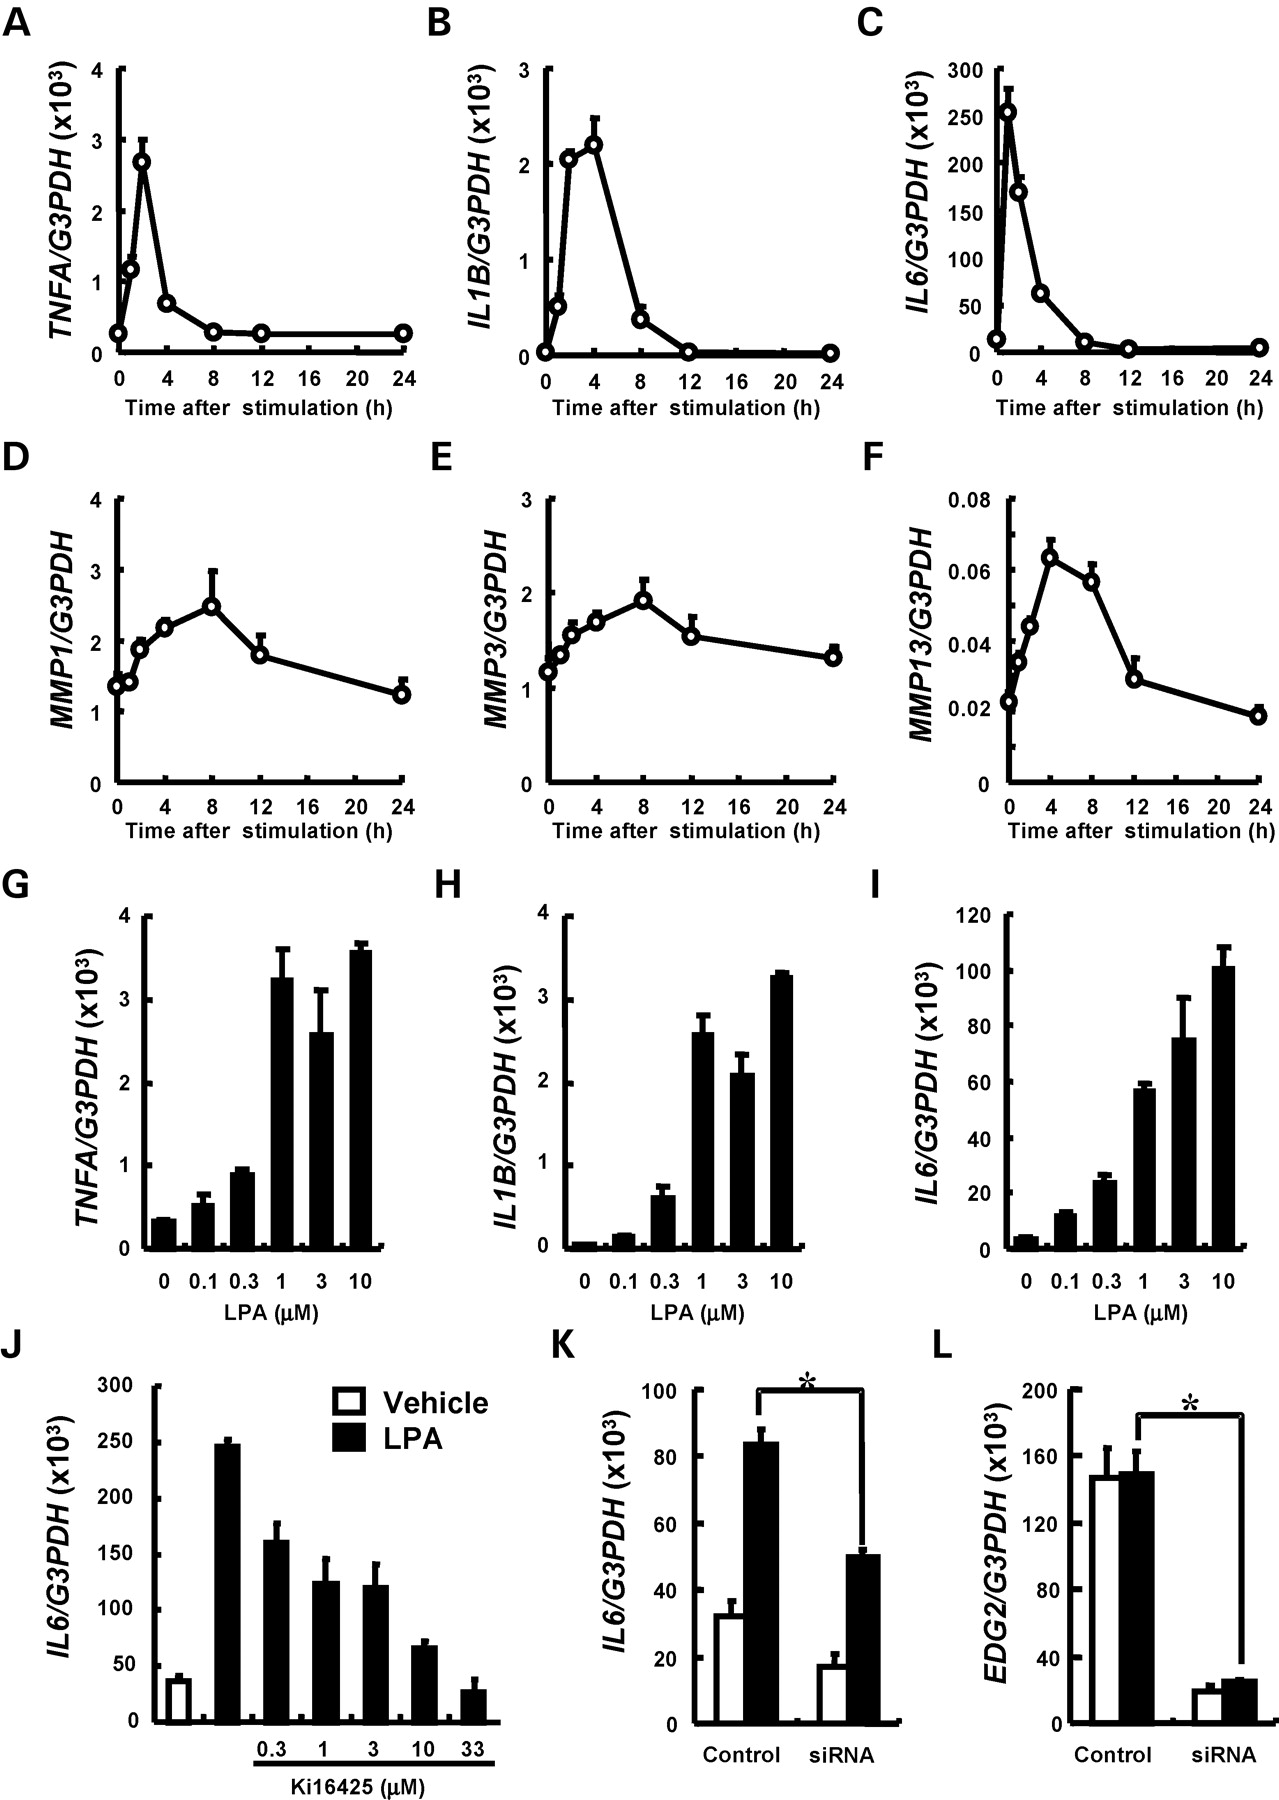 A
TNFA/G3PDH (x10³)
4
3
2
1
0
0 4 8 12 16 20 24
Time after stimulation (h)
B
IL1B/G3PDH (x10³)
3
2
1
0
0 4 8 12 16 20 24
Time after stimulation (h)
C
IL6/G3PDH (x10³)
300
250
200
150
100
50
0
0 4 8 12 16 20 24
Time after stimulation (h)
D
MMP1/G3PDH
4
3
2
1
0
0 4 8 12 16 20 24
Time after stimulation (h)
E
MMP3/G3PDH
3
2
1
0
0 4 8 12 16 20 24
Time after stimulation (h)
F
MMP13/G3PDH
0.08
0.06
0.04
0.02
0
0 4 8 12 16 20 24
Time after stimulation (h)
G
TNFA/G3PDH (x10³)
4
3
2
1
0
0 0.1 0.3 1 3 10
LPA (µM)
H
IL1B/G3PDH (x10³)
4
3
2
1
0
0 0.1 0.3 1 3 10
LPA (µM)
I
IL6/G3PDH (x10³)
120
100
80
60
40
20
0
0 0.1 0.3 1 3 10
LPA (µM)
J
IL6/G3PDH (x10³)
300
250
200
150
100
50
0
Vehicle
LPA
0.3 1 3 10 33
Ki16425 (µM)
K
IL6/G3PDH (x10³)
100
80
60
40
20
0
*
Control siRNA
L
EDG2/G3PDH (x10³)
200
160
120
80
40
0
*
Control siRNA